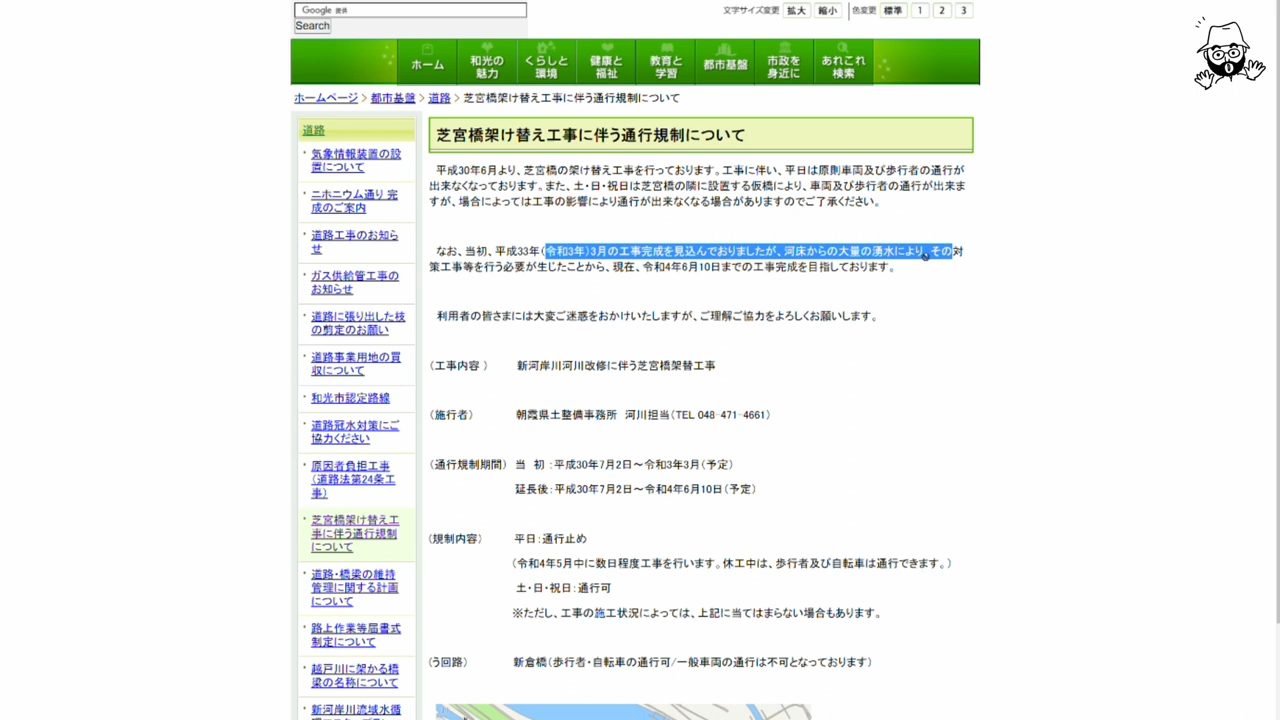 Google 提供
Search
文字サイズ変更 拡大 縮小 色変更 標準 1 2 3
ホーム
和光の
魅力
くらしと
環境
健康と
福祉
教育と
学習
都市基盤
市政を
身近に
あれこれ
検索
ホームページ > 都市基盤 > 道路 > 芝宮橋架け替え工事に伴う通行規制について
道路
・気象情報装置の設
置について
・ニホニウム通り 完
成のご案内
・道路工事のお知ら
せ
・ガス供給管工事の
お知らせ
・道路に張り出した枝
の剪定のお願い
・道路事業用地の買
収について
・和光市認定路線
・道路冠水対策にご
協力ください
・原因者負担工事
(道路法第24条工
事)
・芝宮橋架け替え工
事に伴う通行規制
について
・道路・橋梁の維持
管理に関する計画
について
・路上作業等届書式
制定について
・越戸川に架かる橋
梁の名称について
・新河岸川流域水循
芝宮橋架け替え工事に伴う通行規制について
平成30年6月より、芝宮橋の架け替え工事を行っております。工事に伴い、平日は原則車両及び歩行者の通行が
出来なくなっております。また、土・日・祝日は芝宮橋の隣に設置する仮橋により、車両及び歩行者の通行が出来ま
すが、場合によっては工事の影響により通行が出来なくなる場合がありますのでご了承ください。
なお、当初、平成33年(令和3年)3月の工事完成を見込んでおりましたが、河床からの大量の湧水により、その対
策工事等を行う必要が生じたことから、現在、令和4年6月10日までの工事完成を目指しております。
利用者の皆さまには大変ご迷惑をおかけいたしますが、ご理解ご協力をよろしくお願いします。
(工事内容 ) 新河岸川河川改修に伴う芝宮橋架替工事
(施行者) 朝霞県土整備事務所 河川担当(TEL 048-471-4661)
(通行規制期間) 当 初 : 平成30年7月2日～令和3年3月(予定)
延長後 : 平成30年7月2日～令和4年6月10日(予定)
(規制内容) 平日 : 通行止め
(令和4年5月中に数日程度工事を行います。休工中は、歩行者及び自転車は通行できます。)
土・日・祝日 : 通行可
※ただし、工事の施工状況によっては、上記に当てはまらない場合もあります。
(う回路) 新倉橋(歩行者・自転車の通行可/一般車両の通行は不可となっております)